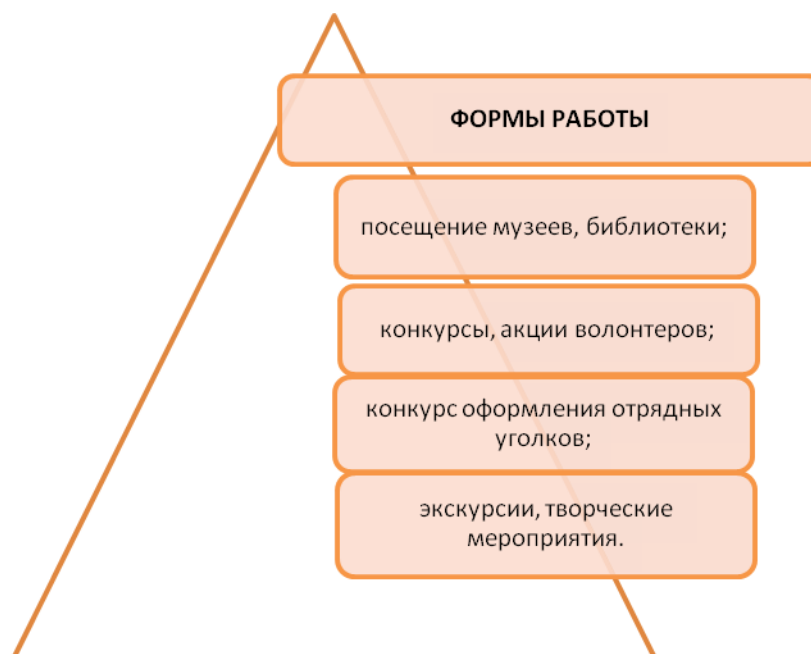 ФОРМЫ РАБОТЫ
посещение музеев, библиотеки;
конкурсы, акции волонтеров;
конкурс оформления отрядных
уголков;
экскурсии, творческие
мероприятия.